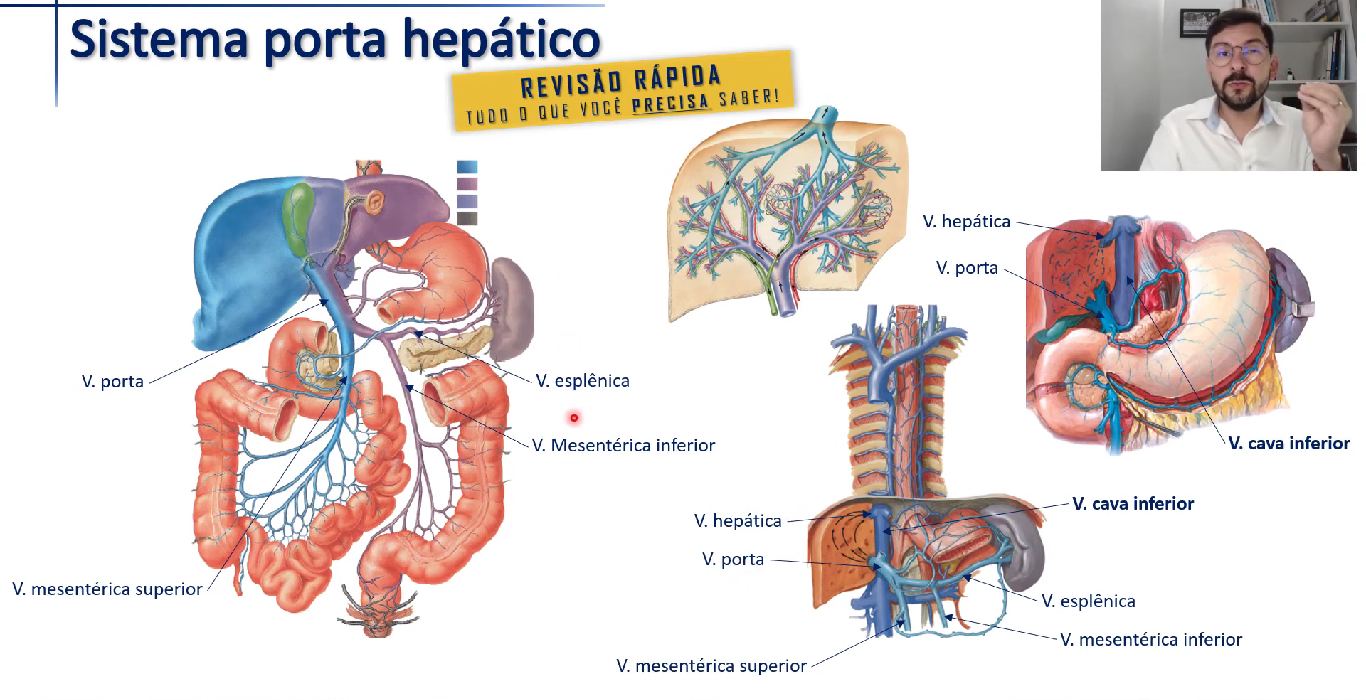 Sistema porta hepático
REVISÃO RÁPIDA
TUDO O QUE VOCÊ PRECISA SABER!
V. porta
V. esplênica
V. Mesentérica inferior
V. mesentérica superior
V. hepática
V. porta
V. cava inferior
V. cava inferior
V. hepática
V. porta
V. esplênica
V. mesentérica inferior
V. mesentérica superior